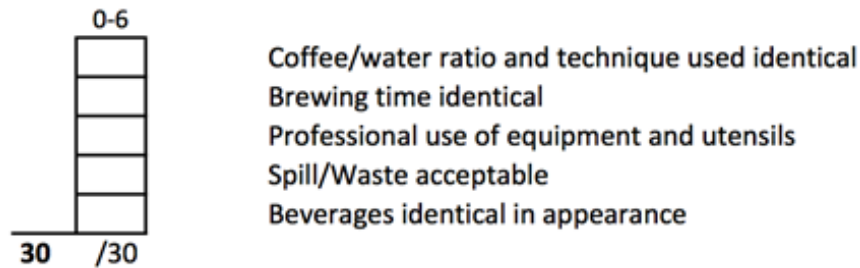 0-6
Coffee/water ratio and technique used identical
Brewing time identical
Professional use of equipment and utensils
Spill/Waste acceptable
Beverages identical in appearance
30 /30